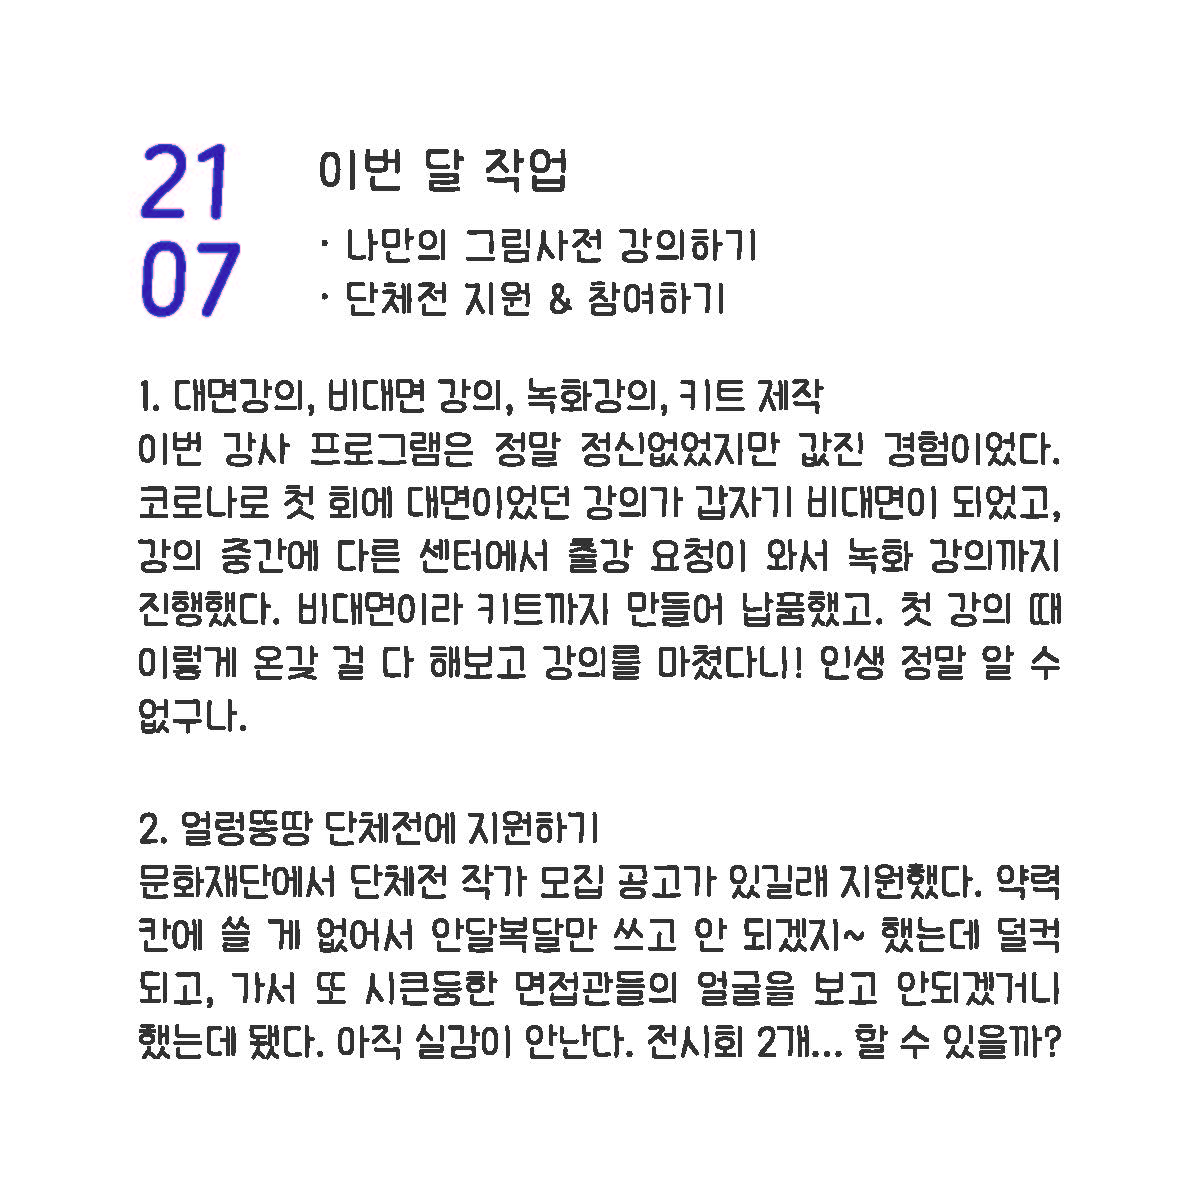 21
07
이번 달 작업
· 나만의 그림사전 강의하기
· 단체전 지원 & 참여하기
1. 대면강의, 비대면 강의, 녹화강의, 키트 제작
이번 강사 프로그램은 정말 정신없었지만 값진 경험이었다.
코로나로 첫 회에 대면이었던 강의가 갑자기 비대면이 되었고,
강의 중간에 다른 센터에서 출강 요청이 와서 녹화 강의까지
진행했다. 비대면이라 키트까지 만들어 납품했고. 첫 강의 때
이렇게 온갖 걸 다 해보고 강의를 마쳤다니! 인생 정말 알 수
없구나.
2. 얼렁뚱땅 단체전에 지원하기
문화재단에서 단체전 작가 모집 공고가 있길래 지원했다. 약력
칸에 쓸 게 없어서 안달복달만 쓰고 안 되겠지~ 했는데 덜컥
되고, 가서 또 시큰둥한 면접관들의 얼굴을 보고 안되겠거니
했는데 됐다. 아직 실감이 안난다. 전시회 2개... 할 수 있을까?